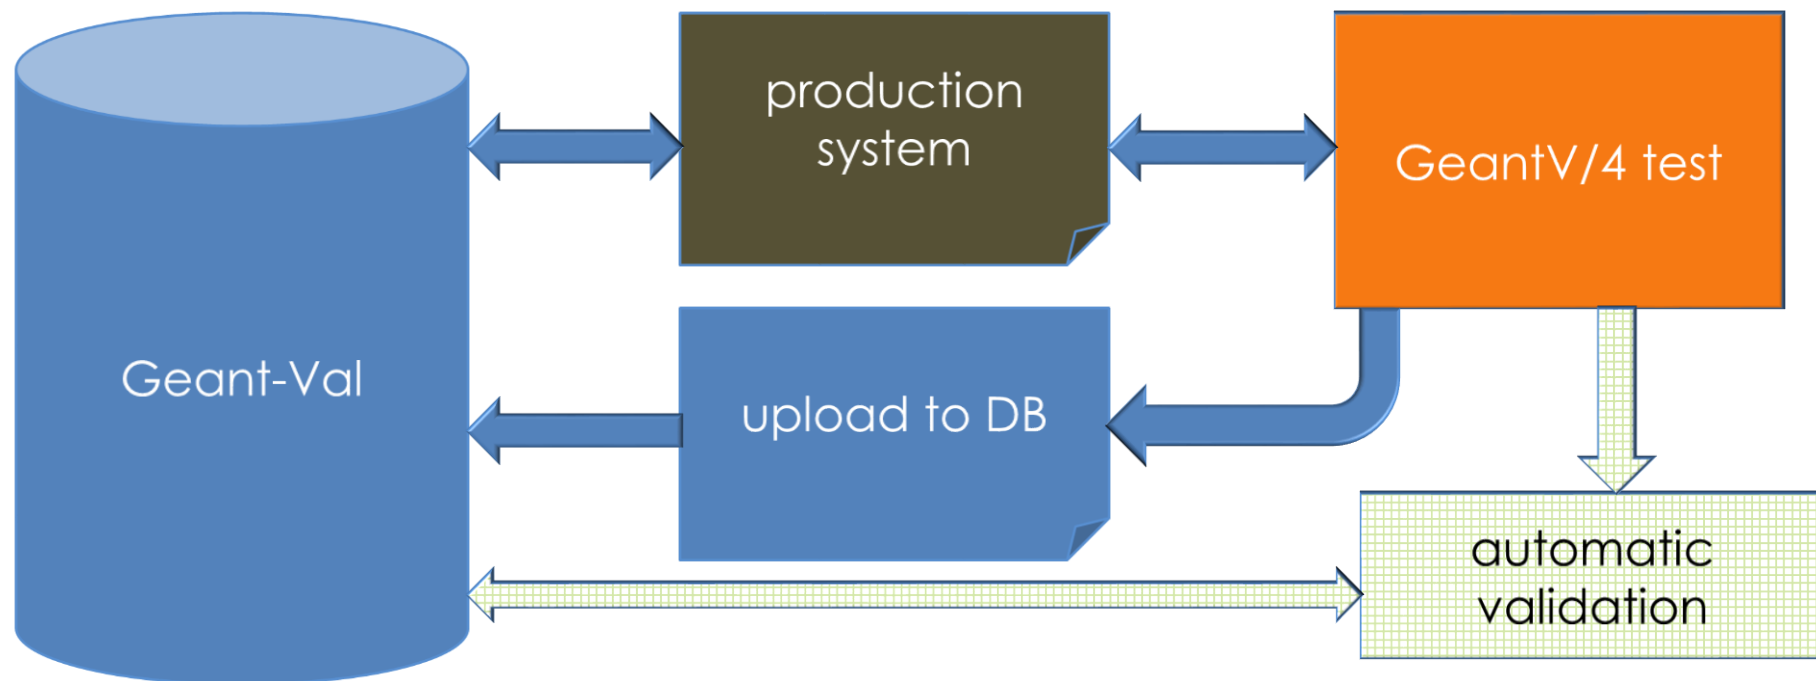 production
system
GeantV/4 test
Geant-Val
upload to DB
automatic
validation